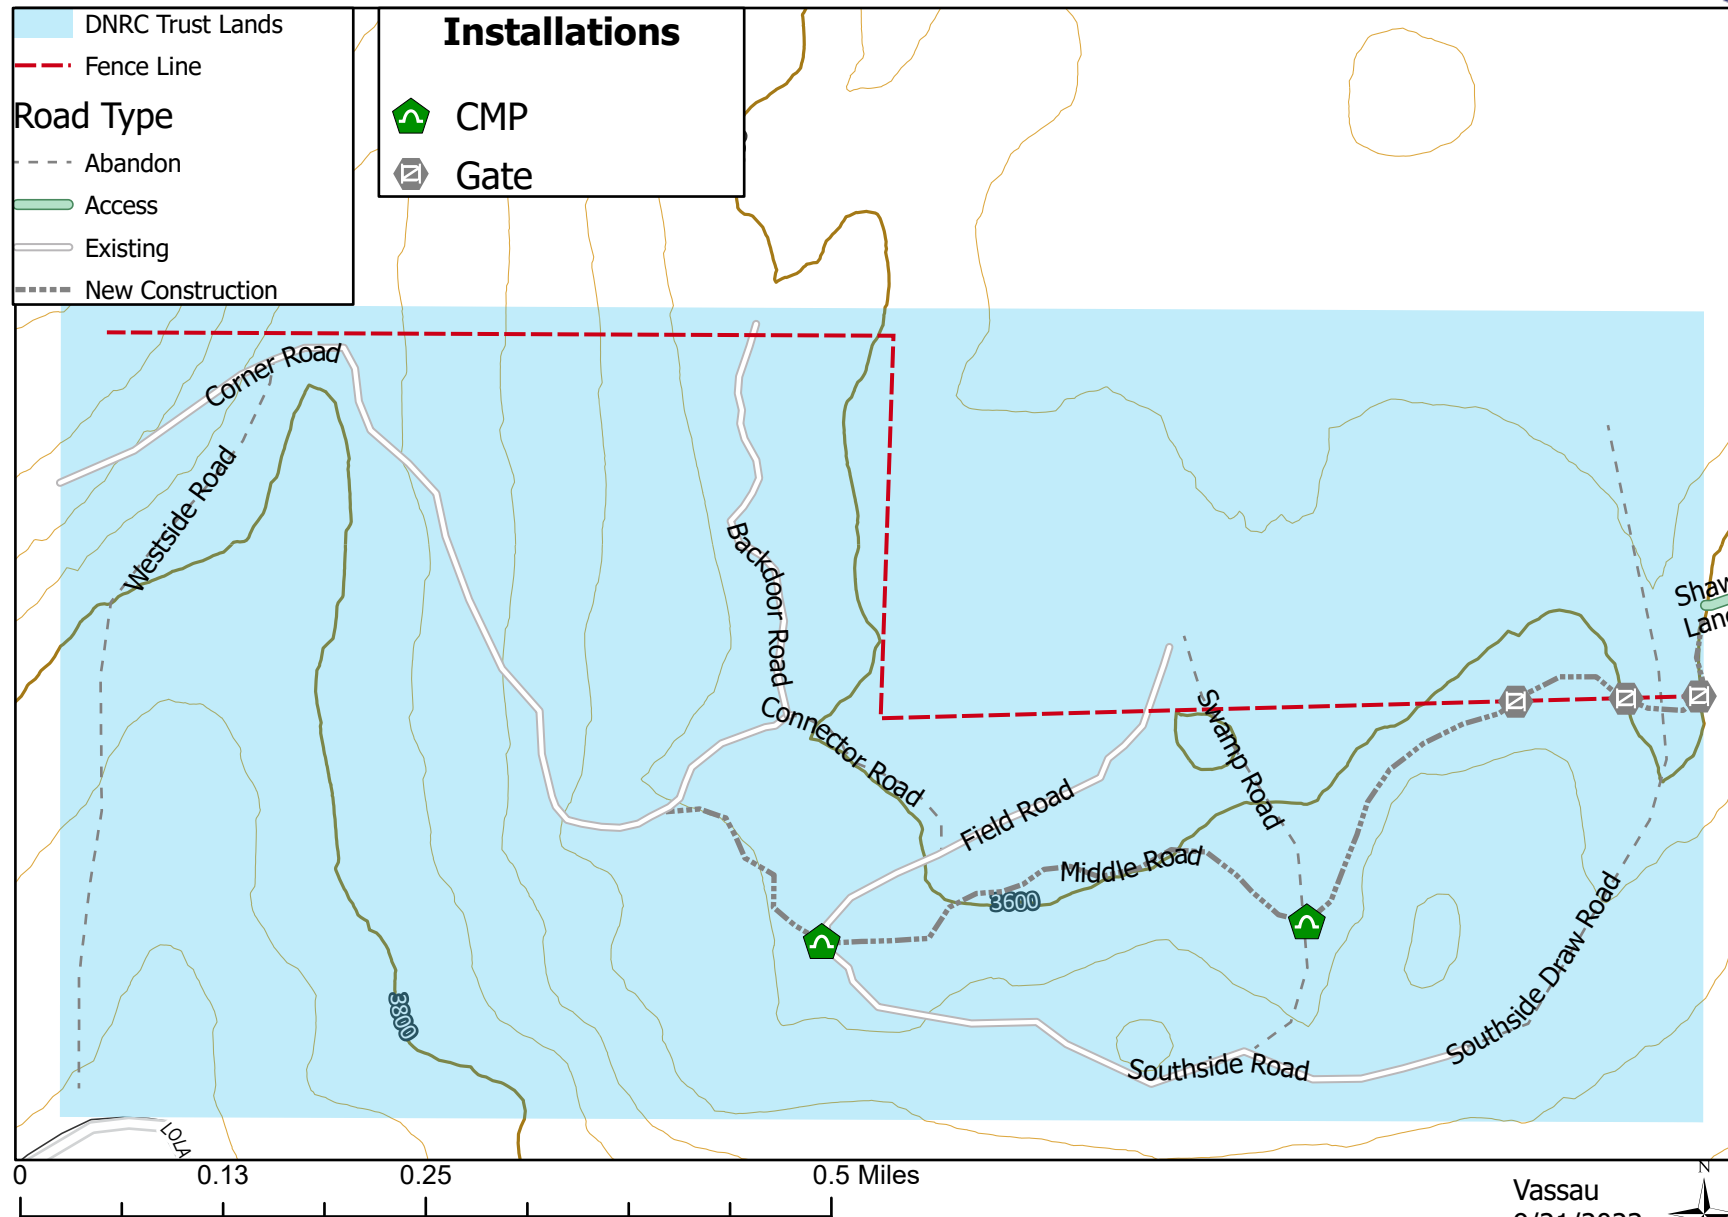 DNRC Trust Lands
Fence Line
Road Type
Abandon
Access
Existing
New Construction
Installations
CMP
Gate
Corner Road
Westside Road
Backdoor Road
Connector Road
Field Road
Swamp Road
Middle Road
Southside Road
Southside Draw Road
3600
3800
LOLA
0
0.13
0.25
0.5 Miles
Vassau
N